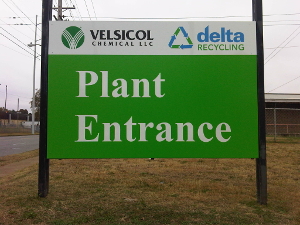 VELSICOL
CHEMICAL LLC
delta
RECYCLING
Plant
Entrance